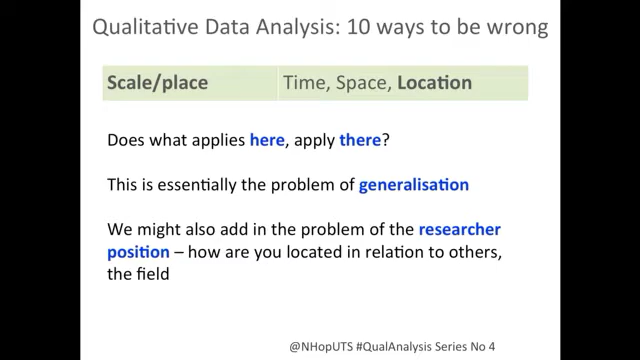 Qualitative Data Analysis: 10 ways to be wrong
Scale/place Time, Space, Location
Does what applies here, apply there?
This is essentially the problem of generalisation
We might also add in the problem of the researcher
position – how are you located in relation to others,
the field
@NHopUTS #QualAnalysis Series No 4